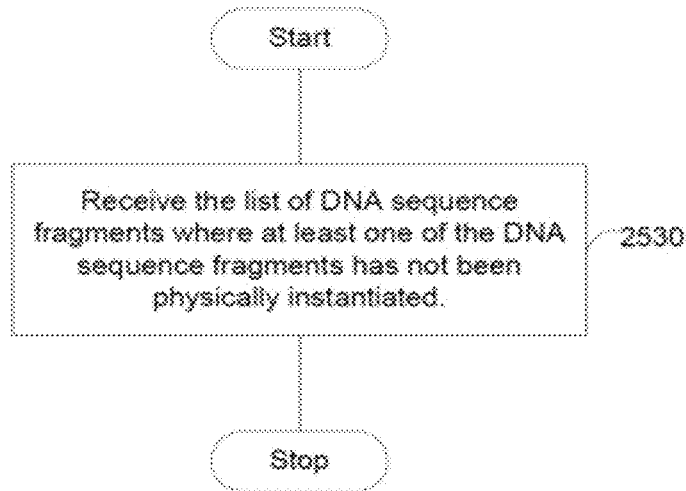 Start
Receive the list of DNA sequence
fragments where at least one of the DNA
sequence fragments has not been
physically instantiated.
2530
Stop